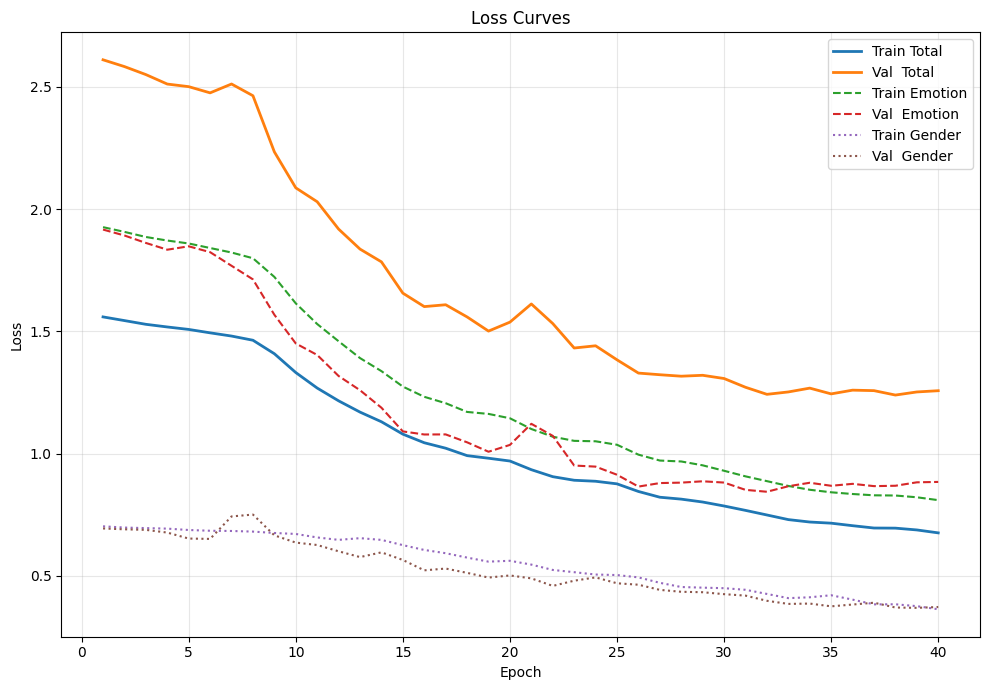 Loss Curves
Train Total
Val  Total
Train Emotion
Val  Emotion
Train Gender
Val  Gender
2.5
2.0
1.5
1.0
0.5
Loss
0 5 10 15 20 25 30 35 40
Epoch